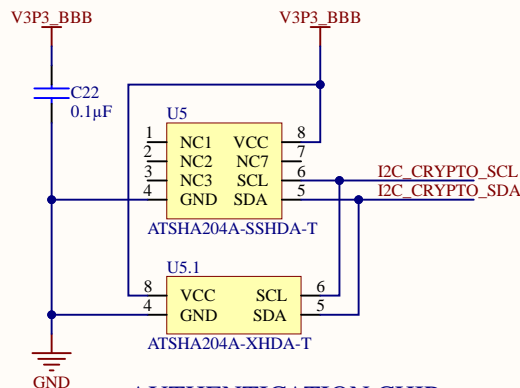 V3P3_BBB
V3P3_BBB
C22
0.1µF
U5
1 NC1 VCC 8
2 NC2 NC7 7
3 NC3 SCL 6
4 GND SDA 5
I2C_CRYPTO_SCL
I2C_CRYPTO_SDA
ATSHA204A-SSHDA-T
U5.1
8 VCC SCL 6
4 GND SDA 5
ATSHA204A-XHDA-T
GND